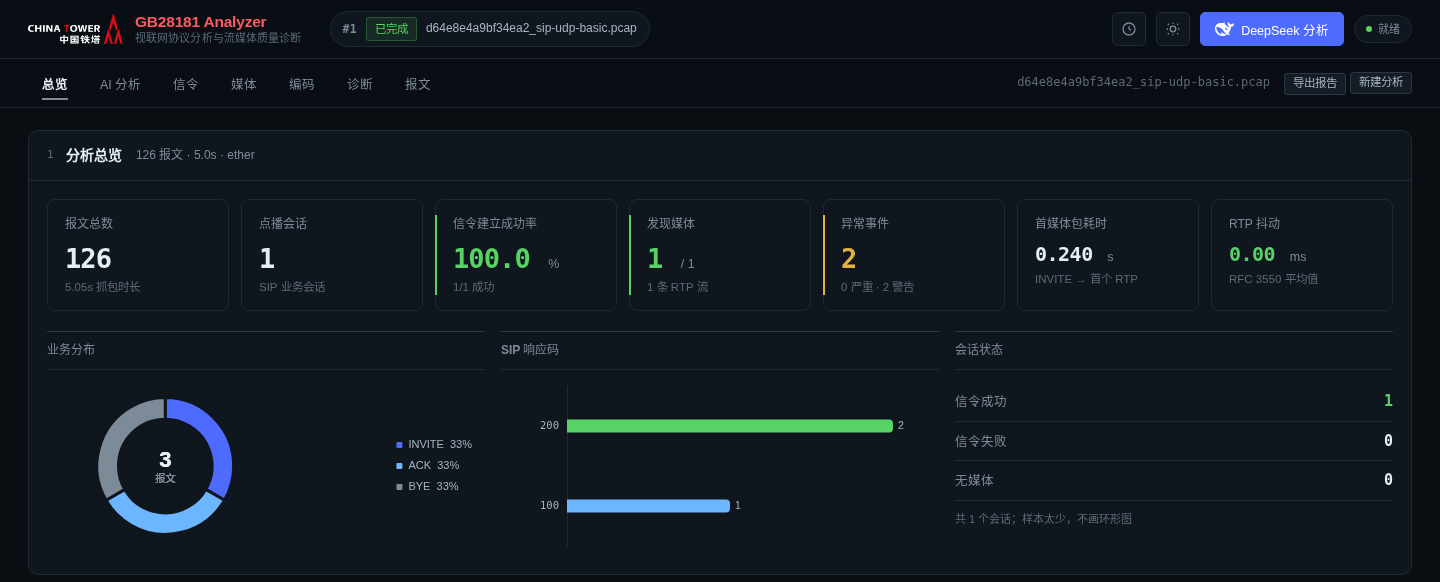 CHINA TOWER
中国铁塔
GB28181 Analyzer
视联网协议分析与流媒体质量诊断
#1 已完成 d64e8e4a9bf34ea2_sip-udp-basic.pcap
DeepSeek 分析
就绪
总览 AI 分析 信令 媒体 编码 诊断 报文
d64e8e4a9bf34ea2_sip-udp-basic.pcap 导出报告 新建分析
1 分析总览 126 报文 · 5.0s · ether
报文总数
126
5.05s 抓包时长
点播会话
1
SIP 业务会话
信令建立成功率
100.0 %
1/1 成功
发现媒体
1 / 1
1 条 RTP 流
异常事件
2
0 严重 · 2 警告
首媒体包耗时
0.240 s
INVITE → 首个 RTP
RTP 抖动
0.00 ms
RFC 3550 平均值
业务分布
3
报文
INVITE 33%
ACK 33%
BYE 33%
SIP 响应码
200 2
100 1
会话状态
信令成功 1
信令失败 0
无媒体 0
共 1 个会话; 样本太少, 不画环形图